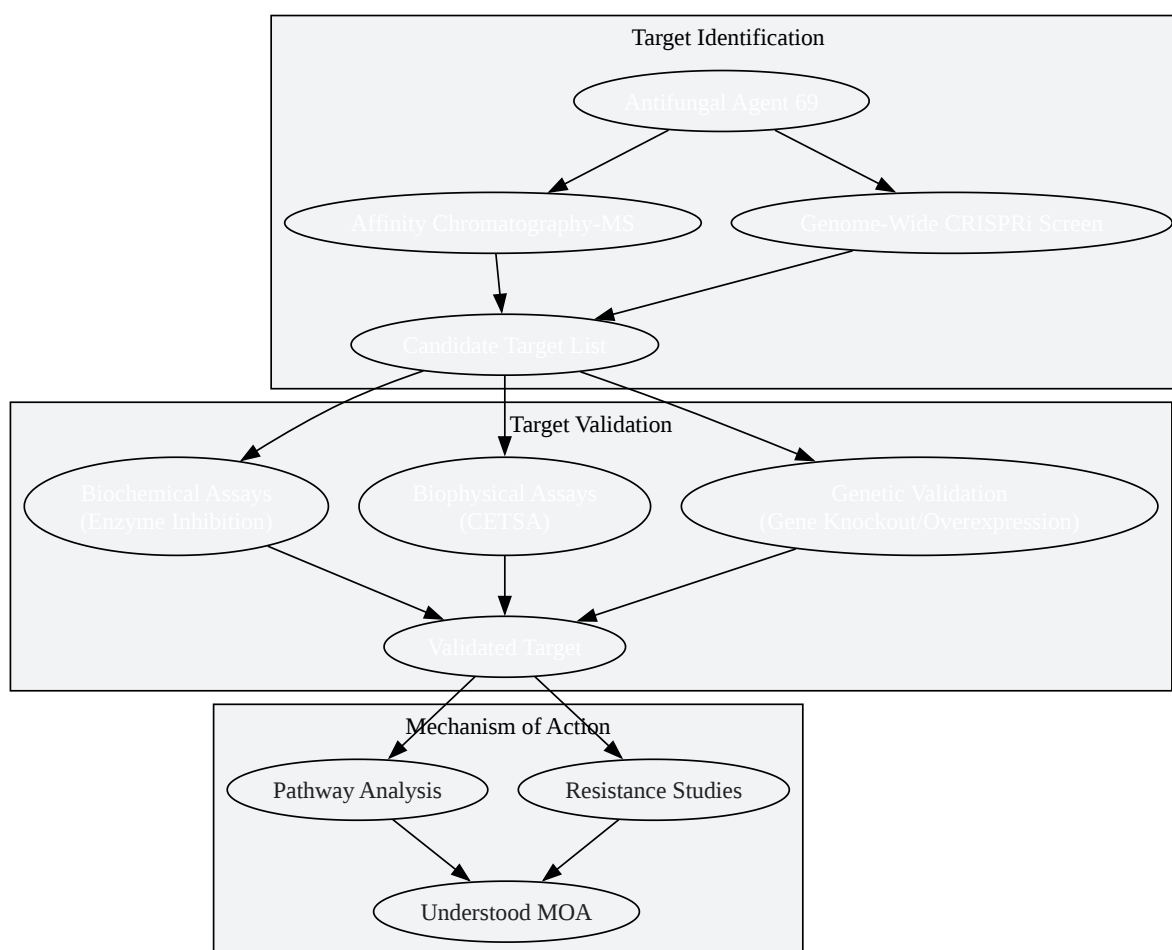 Target Identification
Antifungal Agent 69
Affinity Chromatography-MS
Genome-Wide CRISPRi Screen
Candidate Target List
Target Validation
Biochemical Assays
(Enzyme Inhibition)
Biophysical Assays
(CETSA)
Genetic Validation
(Gene Knockout/Overexpression)
Validated Target
Mechanism of Action
Pathway Analysis
Resistance Studies
Understood MOA